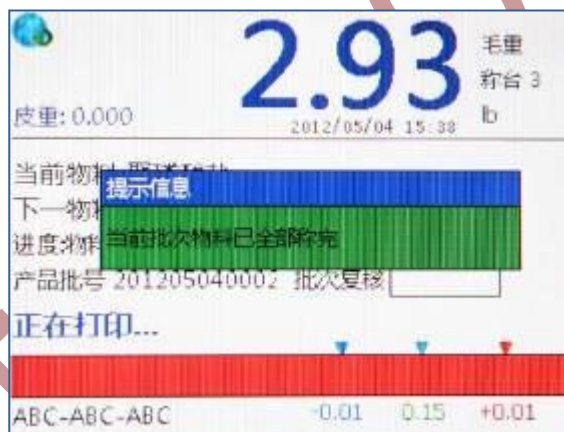 2.93
毛重
称台 3
lb
皮重: 0.000
2012/05/04 15:38
当前物料
提示信息
下一物料
当前批次物料已全部称完
进度:物料
产品批号 201205040002 批次复核
正在打印...
ABC-ABC-ABC -0.01 0.15 +0.01